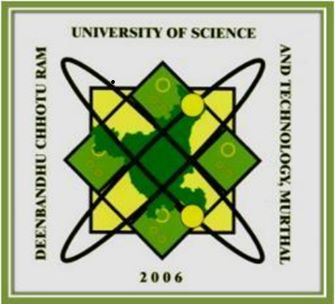 UNIVERSITY OF SCIENCE
DEENBANDHU CHHOTU RAM
AND TECHNOLOGY, MURTHAL
2006